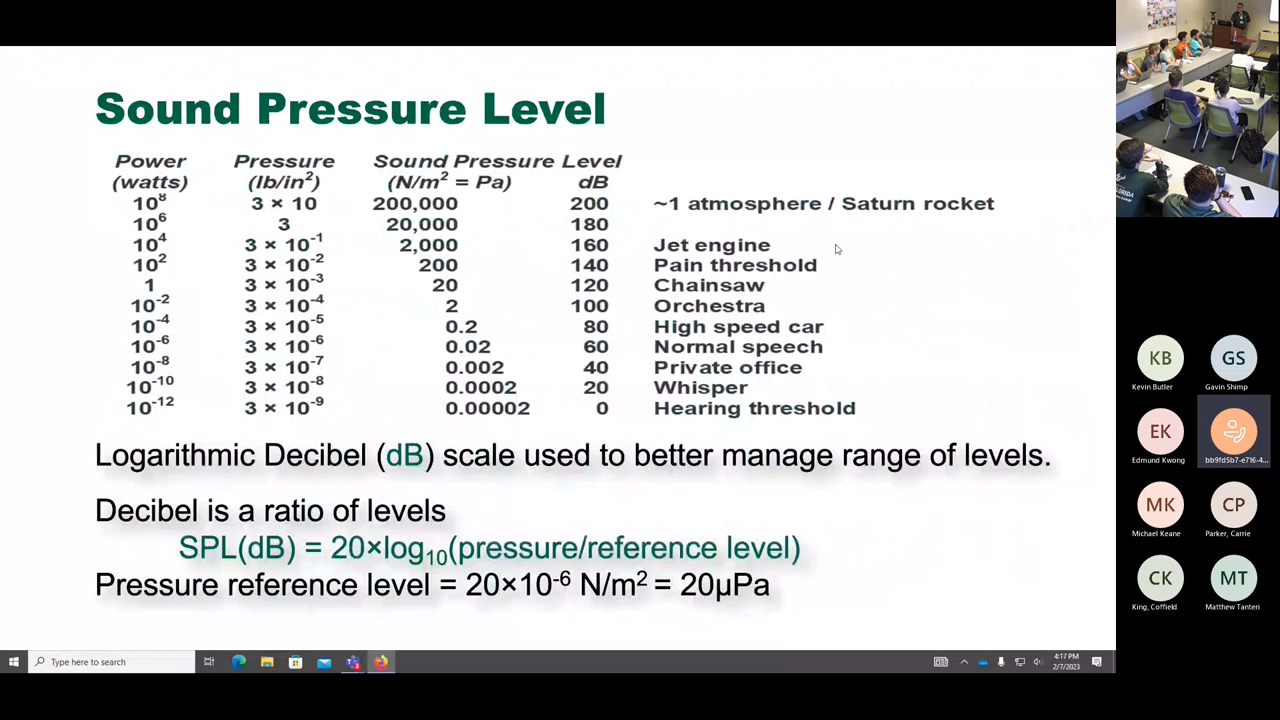 Sound Pressure Level
Power Pressure Sound Pressure Level
(watts) (lb/in²) (N/m² = Pa) dB
10⁸ 3 × 10 200,000 200 ~1 atmosphere / Saturn rocket
10⁶ 3 20,000 180
10⁴ 3 × 10⁻¹ 2,000 160 Jet engine
10² 3 × 10⁻² 200 140 Pain threshold
1 3 × 10⁻³ 20 120 Chainsaw
10⁻² 3 × 10⁻⁴ 2 100 Orchestra
10⁻⁴ 3 × 10⁻⁵ 0.2 80 High speed car
10⁻⁶ 3 × 10⁻⁶ 0.02 60 Normal speech
10⁻⁸ 3 × 10⁻⁷ 0.002 40 Private office
10⁻¹⁰ 3 × 10⁻⁸ 0.0002 20 Whisper
10⁻¹² 3 × 10⁻⁹ 0.00002 0 Hearing threshold
Logarithmic Decibel (dB) scale used to better manage range of levels.
Decibel is a ratio of levels
SPL(dB) = 20×log₁₀(pressure/reference level)
Pressure reference level = 20×10⁻⁶ N/m² = 20µPa
Type here to search
4:17 PM
2/7/2023
KB GS
Kevin Butler Gavin Shimp
EK
Edmund Kwong bb9fd5b7-e716-4...
MK CP
Michael Keane Parker, Carrie
CK MT
King, Coffield Matthew Tanteri